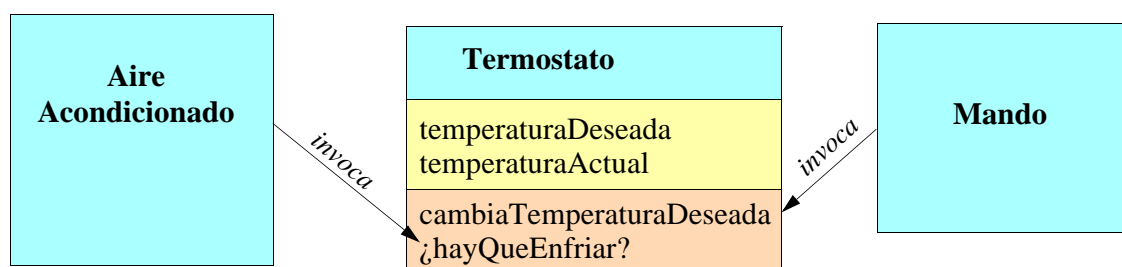 Aire
Acondicionado
invoca
Termostato
temperaturaDeseada
temperaturaActual
cambiaTemperaturaDeseada
¿hayQueEnfriar?
invoca
Mando